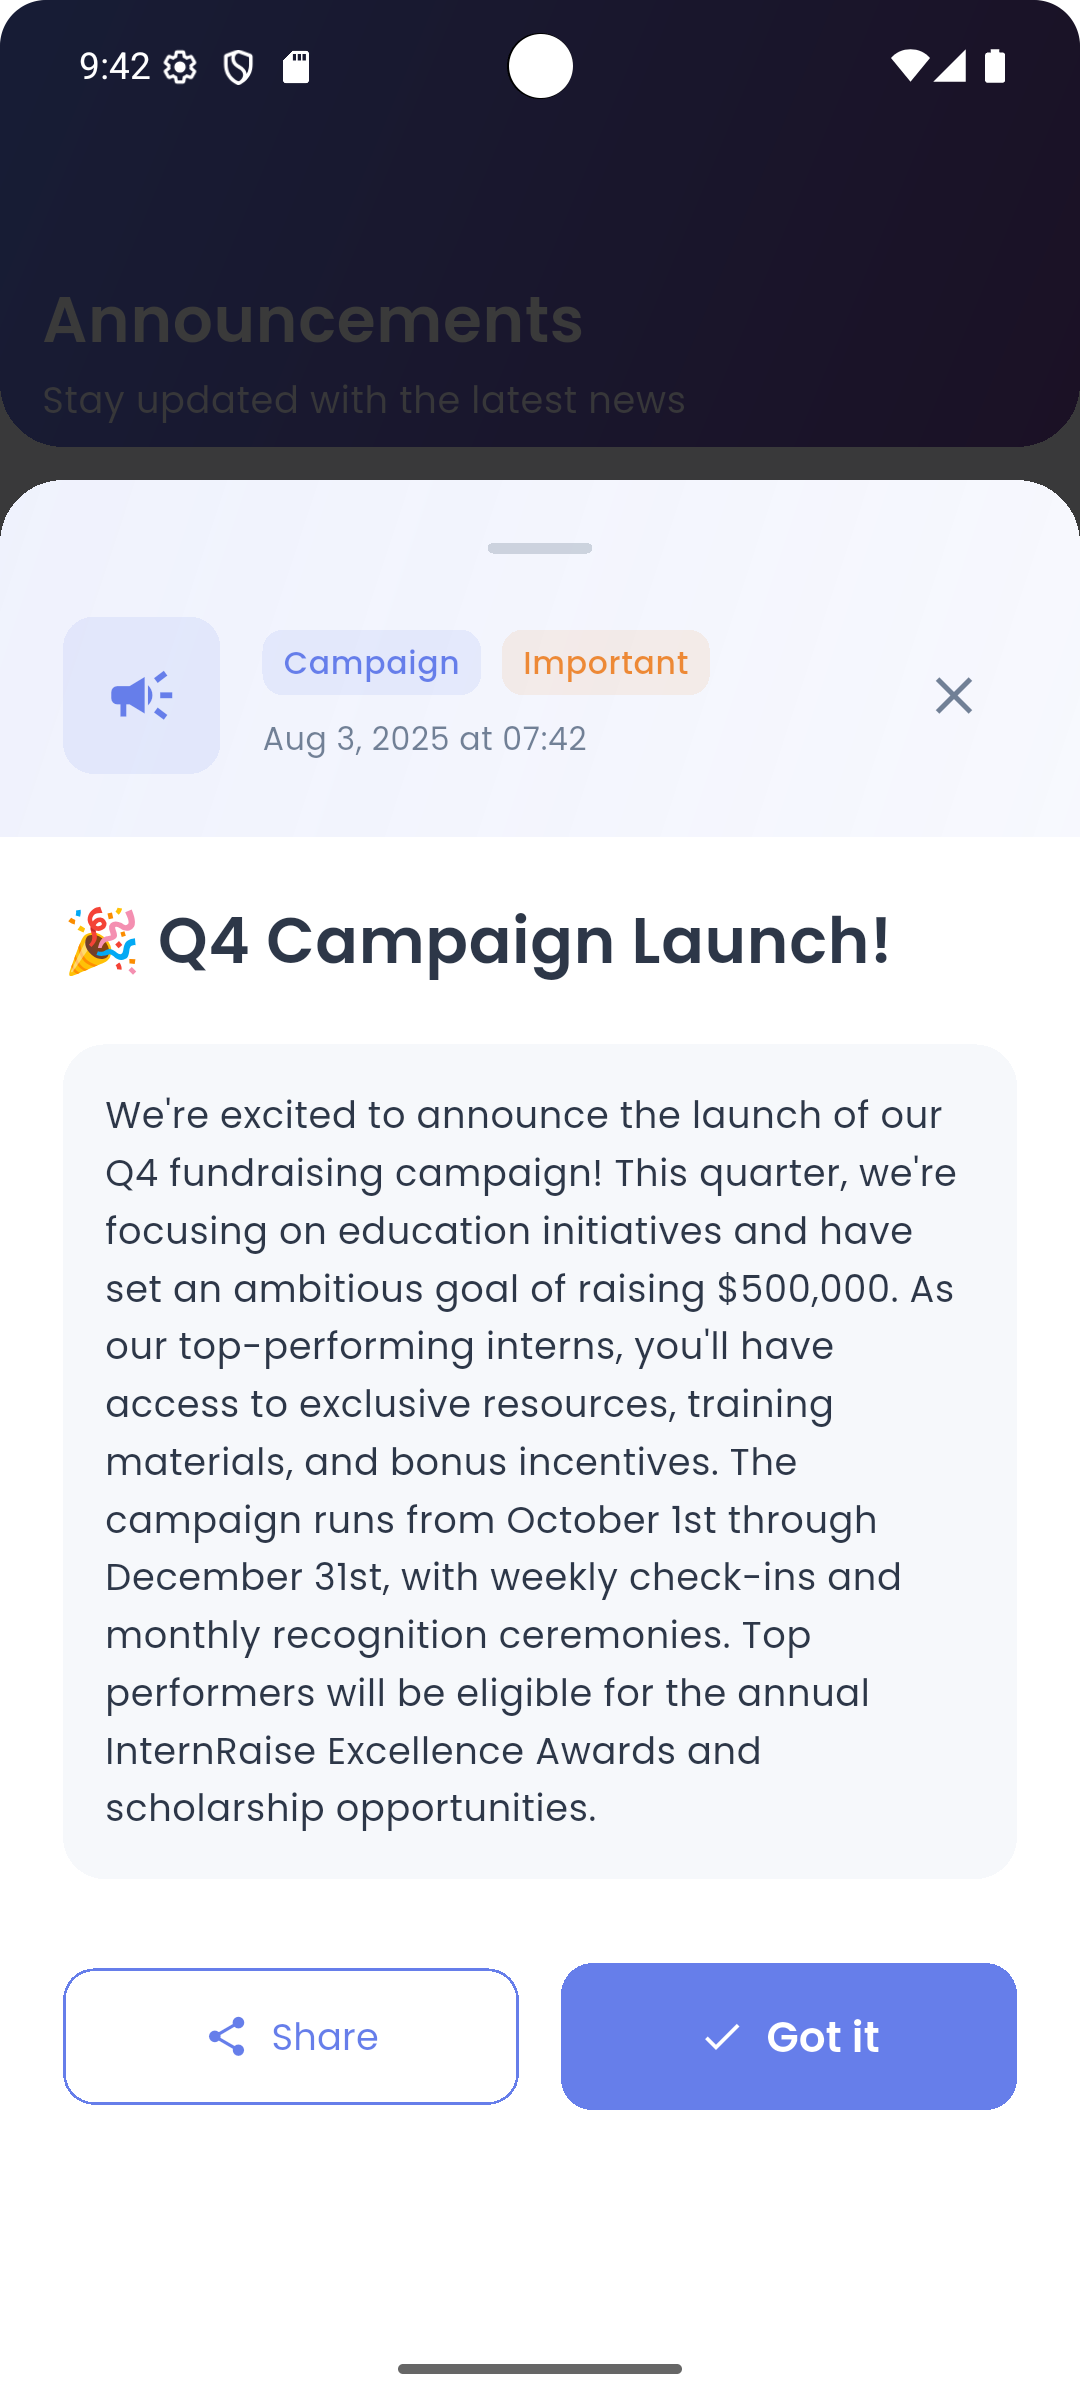 9:42
Announcements
Stay updated with the latest news
Campaign Important
Aug 3, 2025 at 07:42
🎉 Q4 Campaign Launch!
We're excited to announce the launch of our
Q4 fundraising campaign! This quarter, we're
focusing on education initiatives and have
set an ambitious goal of raising $500,000. As
our top-performing interns, you'll have
access to exclusive resources, training
materials, and bonus incentives. The
campaign runs from October 1st through
December 31st, with weekly check-ins and
monthly recognition ceremonies. Top
performers will be eligible for the annual
InternRaise Excellence Awards and
scholarship opportunities.
Share
Got it